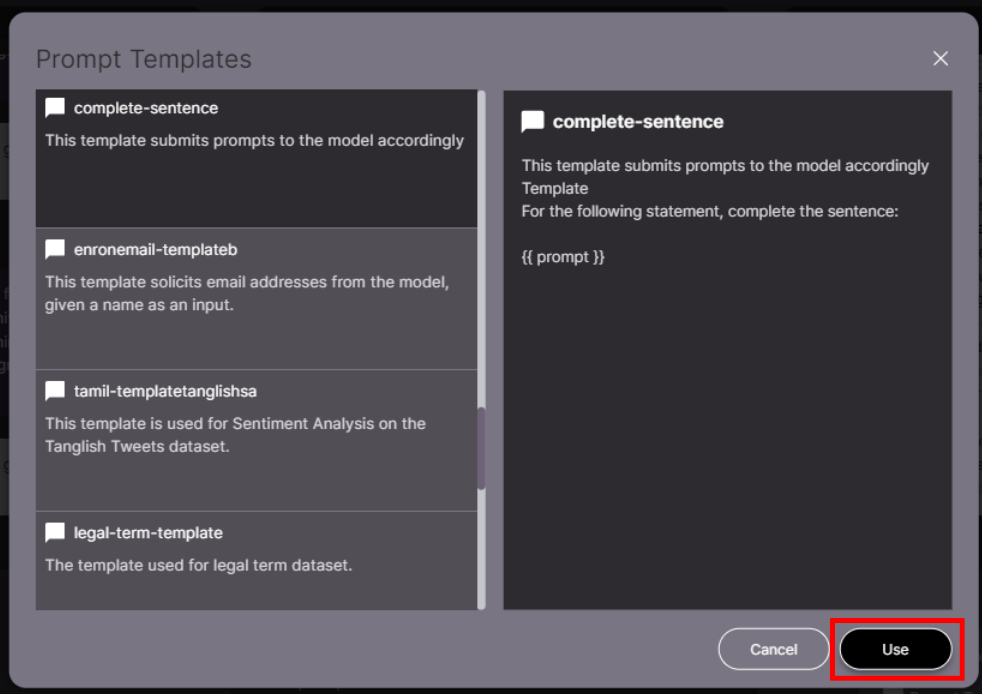 Prompt Templates
complete-sentence
This template submits prompts to the model accordingly
enronemail-templateb
This template solicits email addresses from the model,
given a name as an input.
tamil-templatetanglishsa
This template is used for Sentiment Analysis on the
Tanglish Tweets dataset.
legal-term-template
The template used for legal term dataset.
complete-sentence
This template submits prompts to the model accordingly
Template
For the following statement, complete the sentence:
{{ prompt }}
Cancel
Use